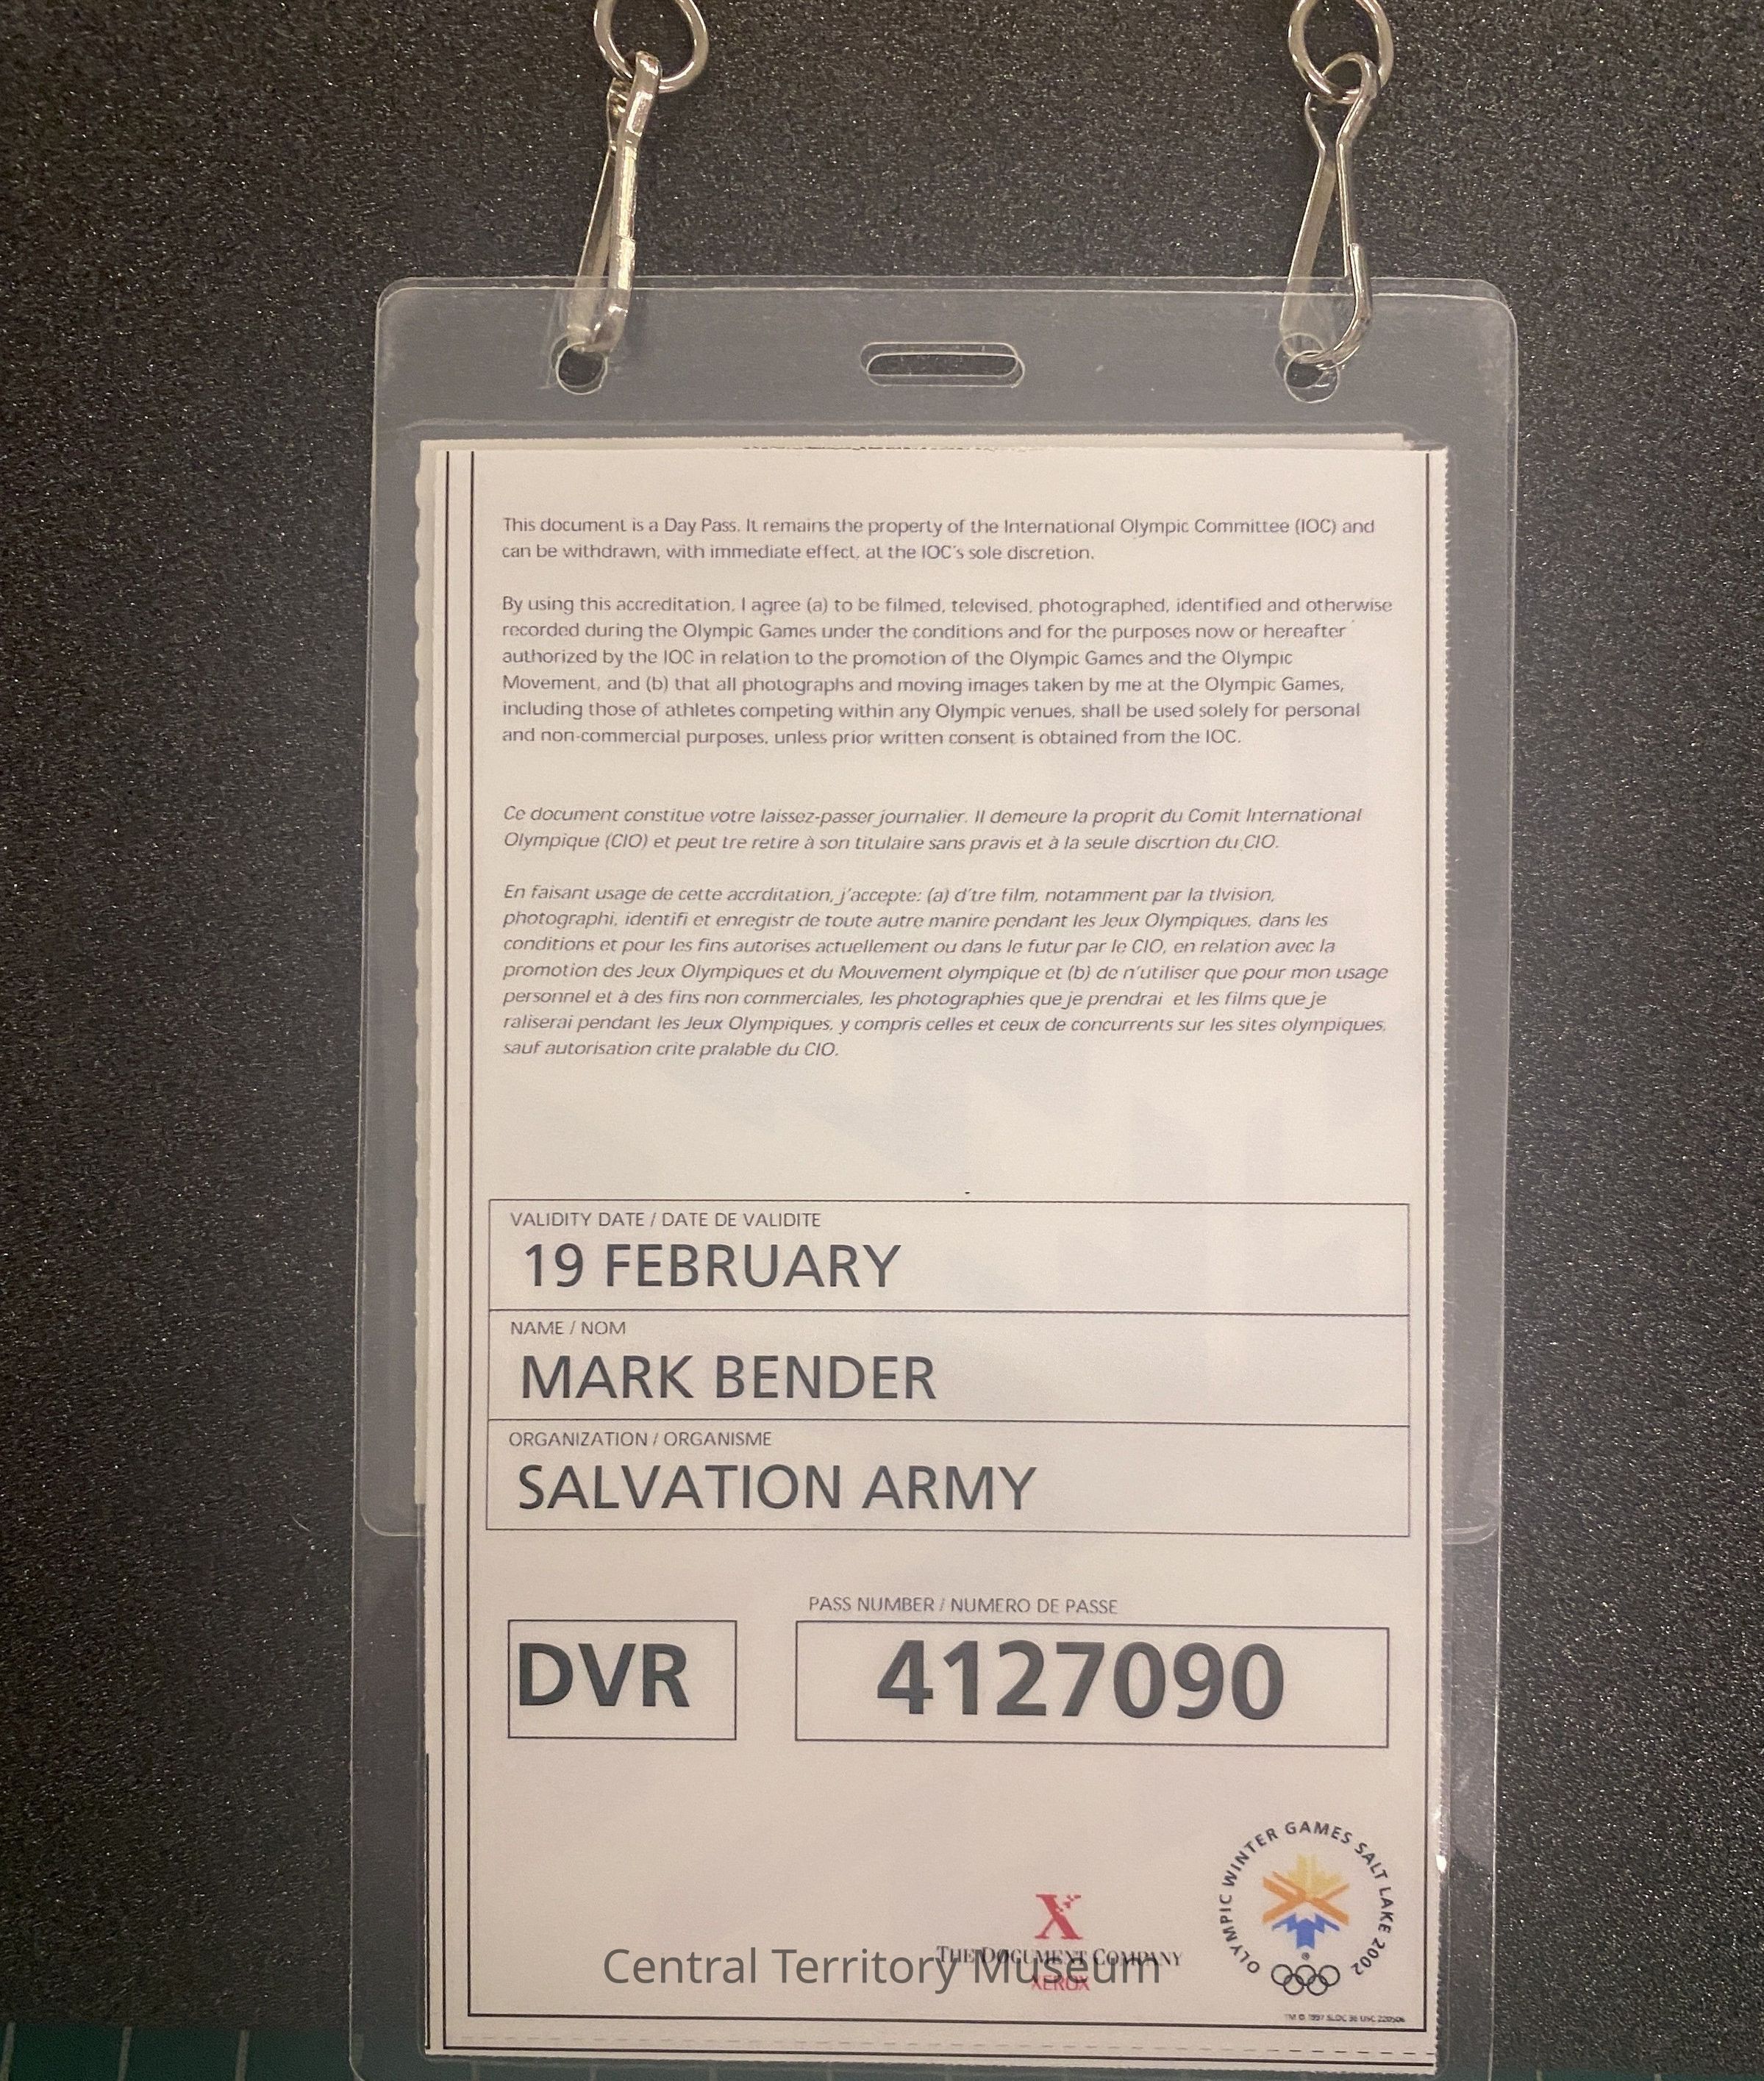 This document is a Day Pass. It remains the property of the International Olympic Committee (IOC) and
can be withdrawn, with immediate effect, at the IOC's sole discretion.
By using this accreditation, I agree (a) to be filmed, televised, photographed, identified and otherwise
recorded during the Olympic Games under the conditions and for the purposes now or hereafter
authorized by the IOC in relation to the promotion of the Olympic Games and the Olympic
Movement, and (b) that all photographs and moving images taken by me at the Olympic Games,
including those of athletes competing within any Olympic venues, shall be used solely for personal
and non-commercial purposes, unless prior written consent is obtained from the IOC.
Ce document constitue votre laissez-passer journalier. Il demeure la proprit du Comit International
Olympique (CIO) et peut tre retire à son titulaire sans pravis et à la seule discrtion du CIO.
En faisant usage de cette accrditation, j'accepte: (a) d'tre film, notamment par la tlvision,
photographi, identifi et enregistr de toute autre manire pendant les Jeux Olympiques, dans les
conditions et pour les fins autorises actuellement ou dans le futur par le CIO, en relation avec la
promotion des Jeux Olympiques et du Mouvement olympique et (b) de n'utiliser que pour mon usage
personnel et à des fins non commerciales, les photographies que je prendrai et les films que je
raliserai pendant les Jeux Olympiques, y compris celles et ceux de concurrents sur les sites olympiques,
sauf autorisation crite pralable du CIO.
VALIDITY DATE / DATE DE VALIDITE
19 FEBRUARY
NAME / NOM
MARK BENDER
ORGANIZATION / ORGANISME
SALVATION ARMY
PASS NUMBER / NUMERO DE PASSE
DVR
4127090
OLYMPIC WINTER GAMES SALT LAKE 2002
X
THE DOCUMENT COMPANY
XEROX
Central Territory Museum